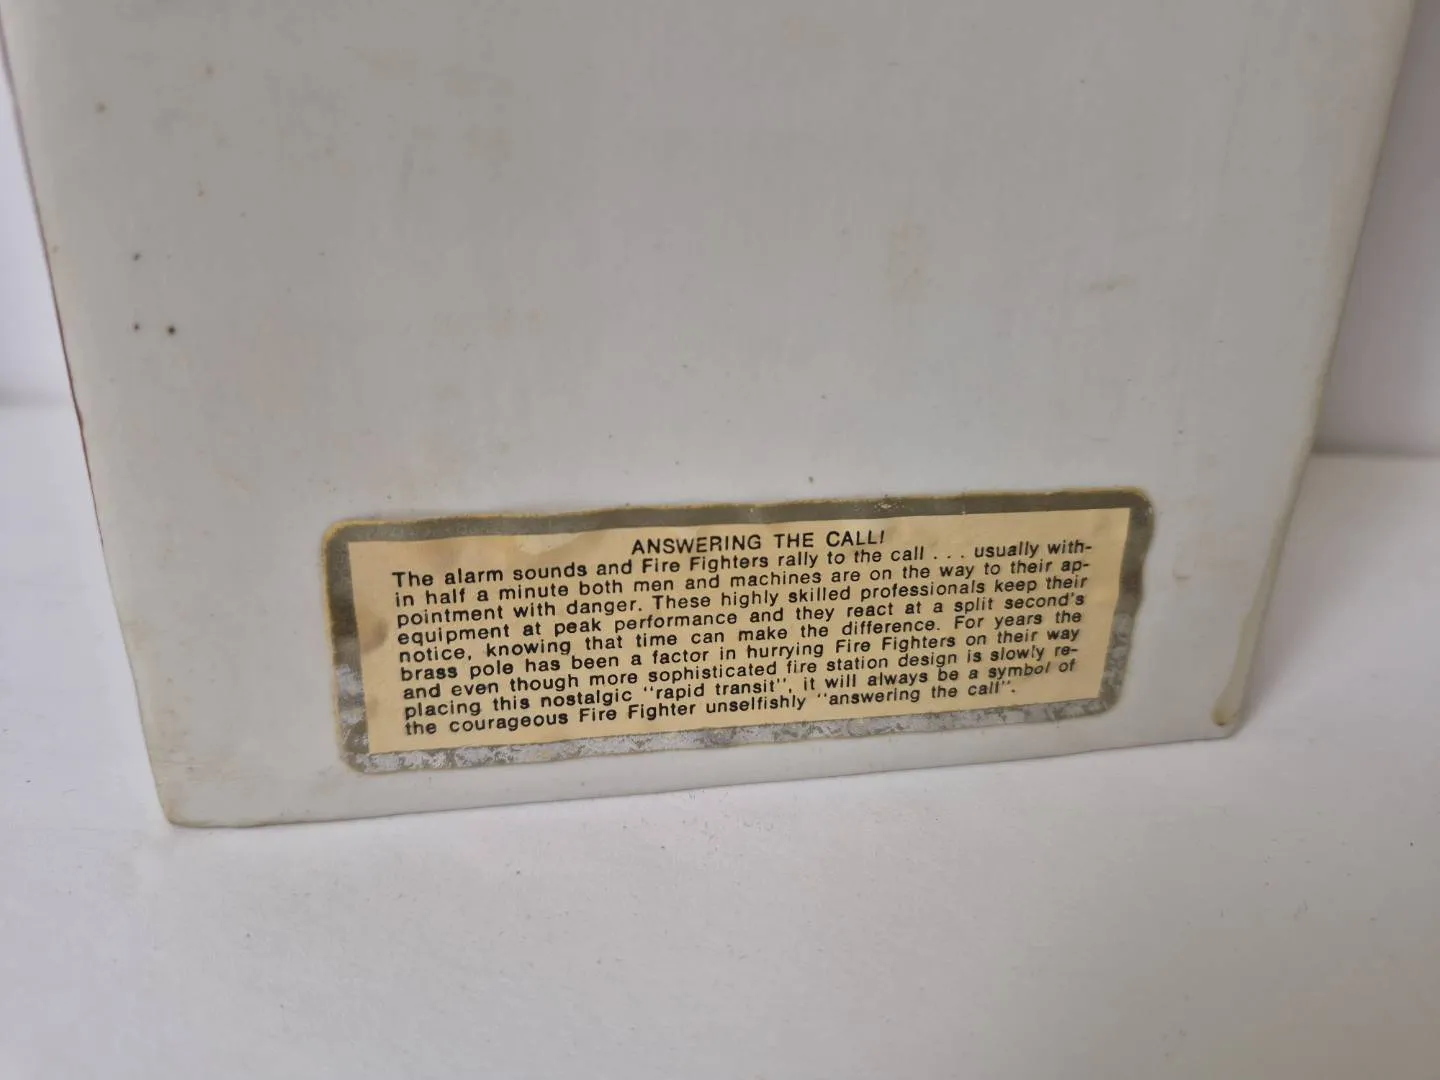 ANSWERING THE CALL!
The alarm sounds and Fire Fighters rally to the call . . . usually with-
in half a minute both men and machines are on the way to their ap-
pointment with danger. These highly skilled professionals keep their
equipment at peak performance and they react at a split second's
notice, knowing that time can make the difference. For years the
brass pole has been a factor in hurrying Fire Fighters on their way
and even though more sophisticated fire station design is slowly re-
placing this nostalgic "rapid transit", it will always be a symbol of
the courageous Fire Fighter unselfishly "answering the call".